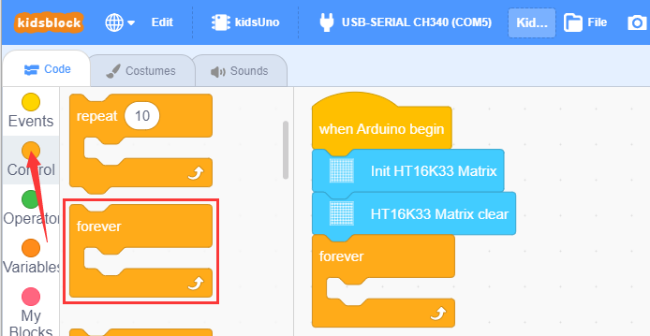 kidsblock
Edit
kidsUno
USB-SERIAL CH340 (COM5)
Kid...
File
Code
Costumes
Sounds
Events
Control
Operato
Variables
My
Blocks
repeat 10
forever
when Arduino begin
Init HT16K33 Matrix
HT16K33 Matrix clear
forever